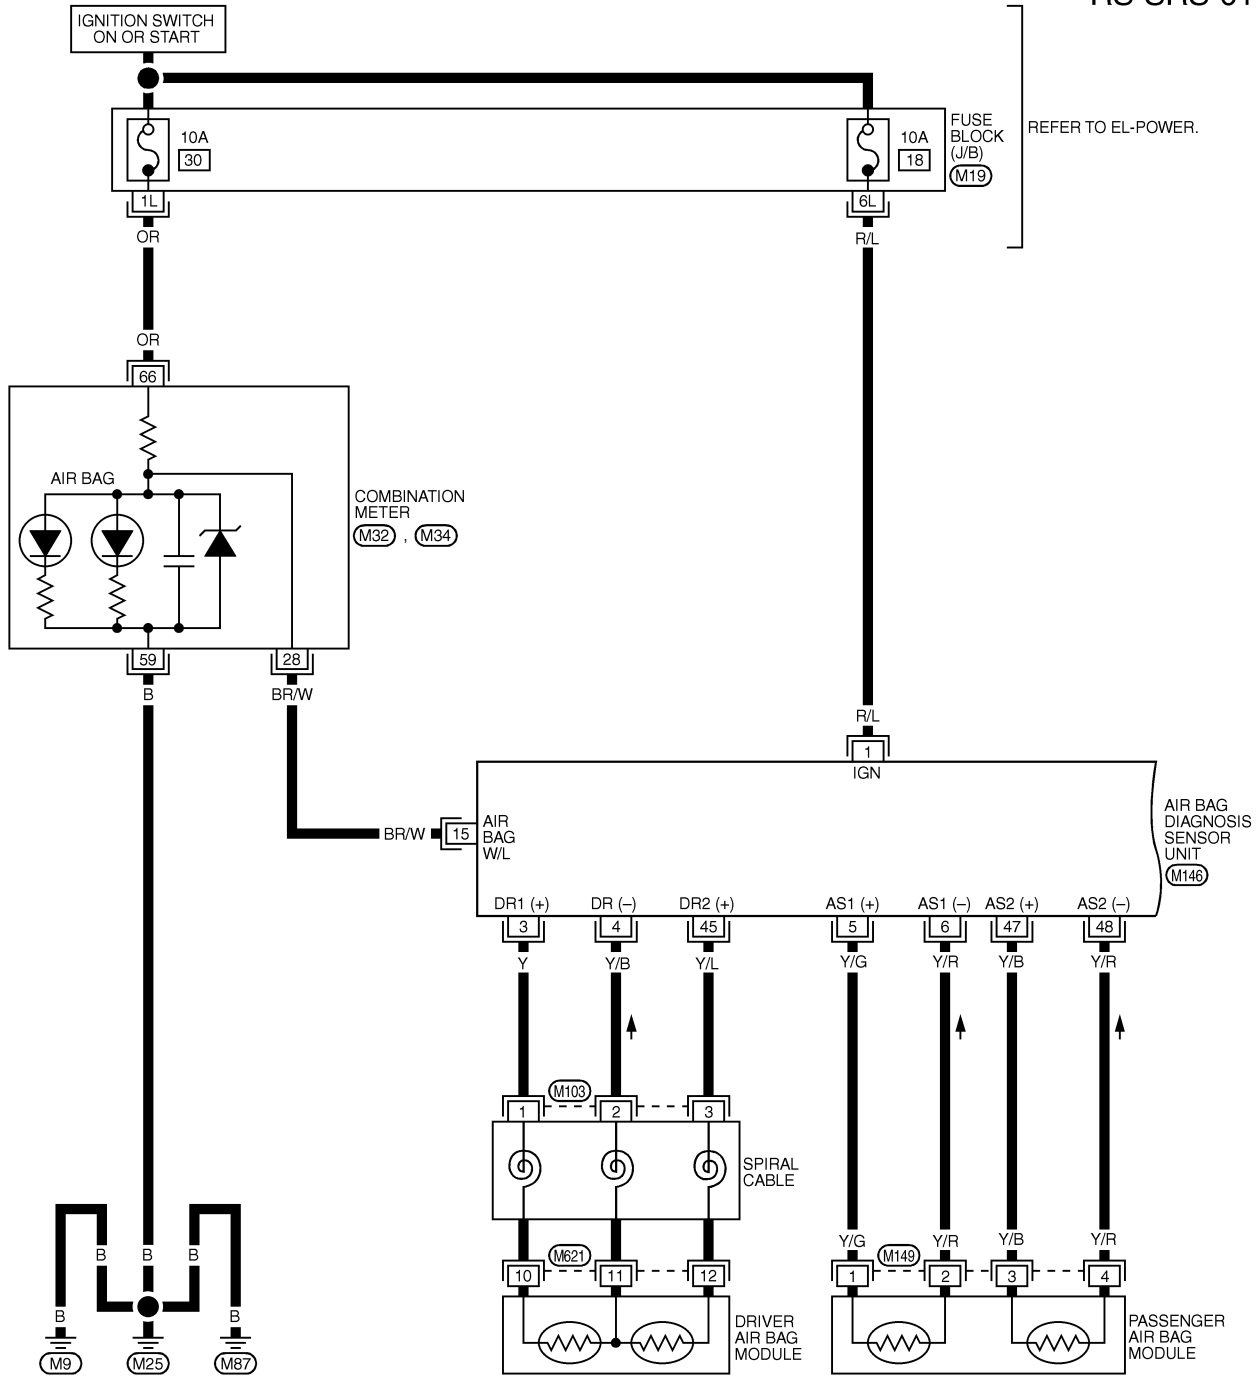 IGNITION SWITCH
ON OR START
10A
30
10A
18
FUSE
BLOCK
(J/B)
M19
REFER TO EL-POWER.
1L
6L
OR
R/L
OR
66
AIR BAG
COMBINATION
METER
M32 , M34
59
28
B
BR/W
R/L
1
IGN
BR/W
15
AIR
BAG
W/L
AIR BAG
DIAGNOSIS
SENSOR
UNIT
M146
DR1 (+)
DR (–)
DR2 (+)
AS1 (+)
AS1 (–)
AS2 (+)
AS2 (–)
3
4
45
5
6
47
48
Y
Y/B
Y/L
Y/G
Y/R
Y/B
Y/R
M103
1
2
3
SPIRAL
CABLE
Y/G
Y/R
Y/B
Y/R
M621
M149
10
11
12
1
2
3
4
B
B
B
B
B
DRIVER
AIR BAG
MODULE
PASSENGER
AIR BAG
MODULE
M9
M25
M87